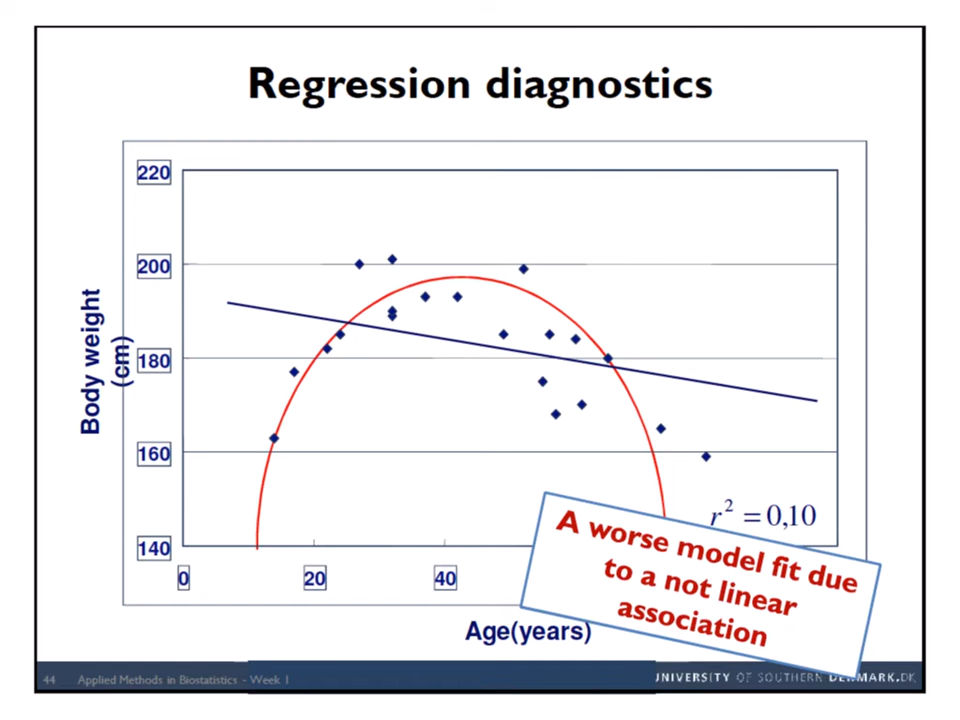 Regression diagnostics
220
200
180
160
140
Body weight
(cm)
0
20
40
Age(years)
r² = 0,10
A worse model fit due
to a not linear
association
44 Applied Methods in Biostatistics - Week 1
UNIVERSITY OF SOUTHERN DENMARK.DK